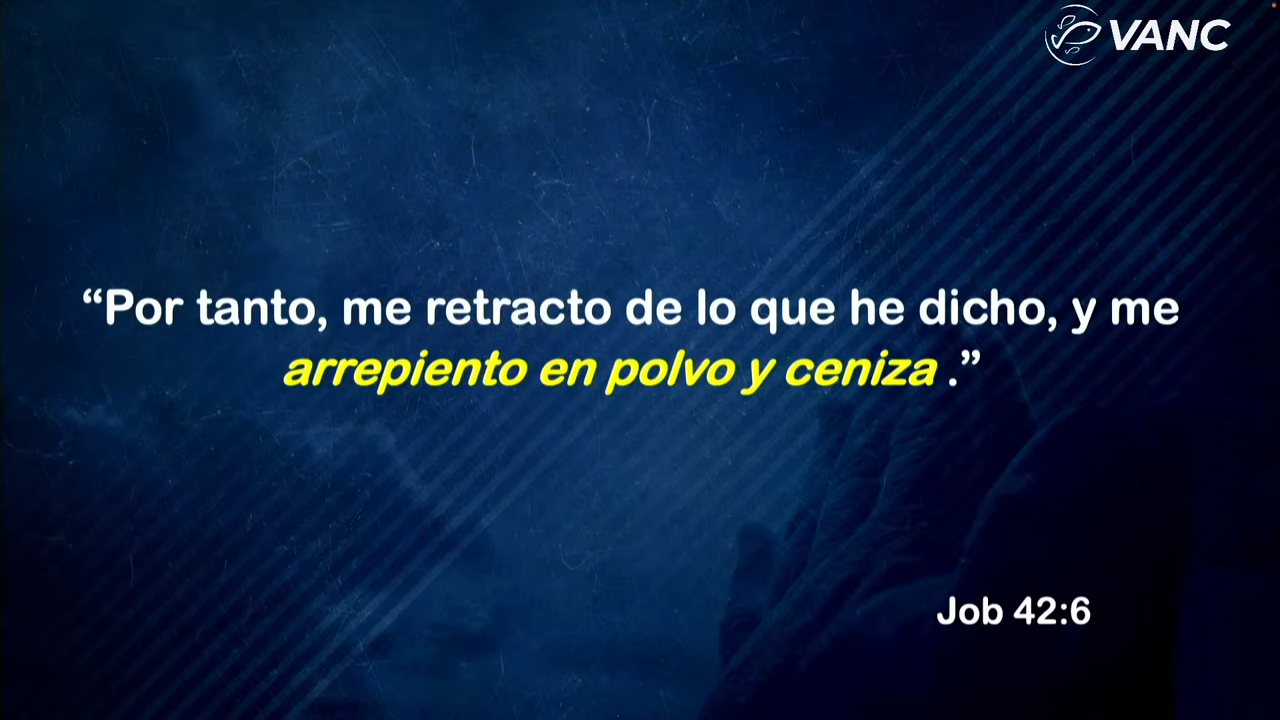 VANC
“Por tanto, me retracto de lo que he dicho, y me
arrepiento en polvo y ceniza .”
Job 42:6